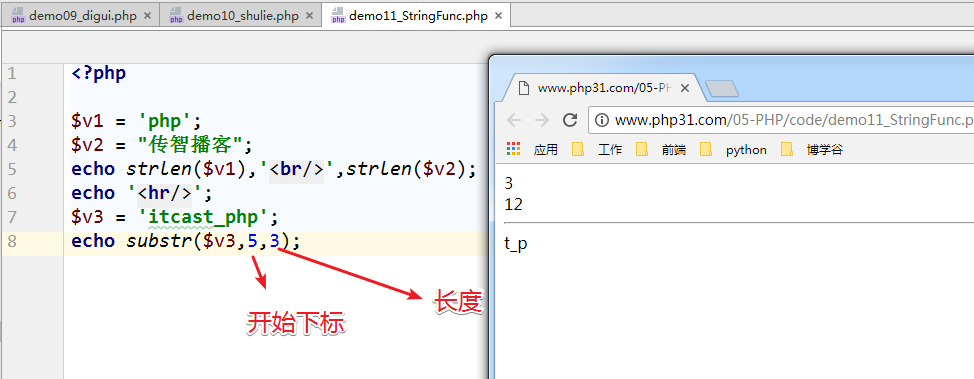 demo09_digui.php
demo10_shulie.php
demo11_StringFunc.php
1 <?php
2
3 $v1 = 'php';
4 $v2 = "传智播客";
5 echo strlen($v1),'<br/>',strlen($v2);
6 echo '<hr/>';
7 $v3 = 'itcast_php';
8 echo substr($v3,5,3);
开始下标
长度
www.php31.com/05-PH
www.php31.com/05-PHP/code/demo11_StringFunc.p
应用 工作 前端 python 博学谷
3
12
t_p